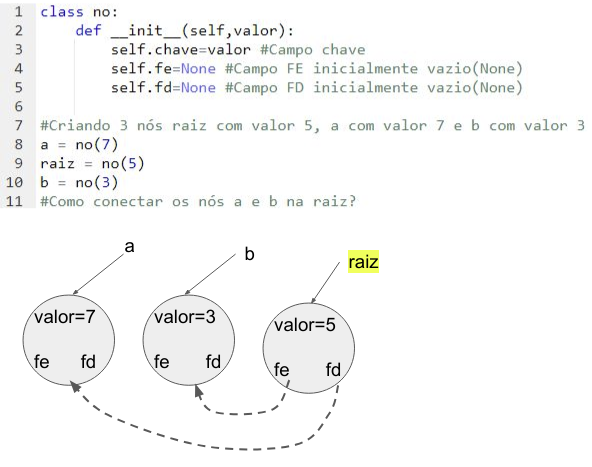 1 class no:
2 def __init__(self,valor):
3 self.chave=valor #Campo chave
4 self.fe=None #Campo FE inicialmente vazio(None)
5 self.fd=None #Campo FD inicialmente vazio(None)
6
7 #Criando 3 nós raiz com valor 5, a com valor 7 e b com valor 3
8 a = no(7)
9 raiz = no(5)
10 b = no(3)
11 #Como conectar os nós a e b na raiz?
a
b
raiz
valor=7
valor=3
valor=5
fe fd
fe fd
fe fd